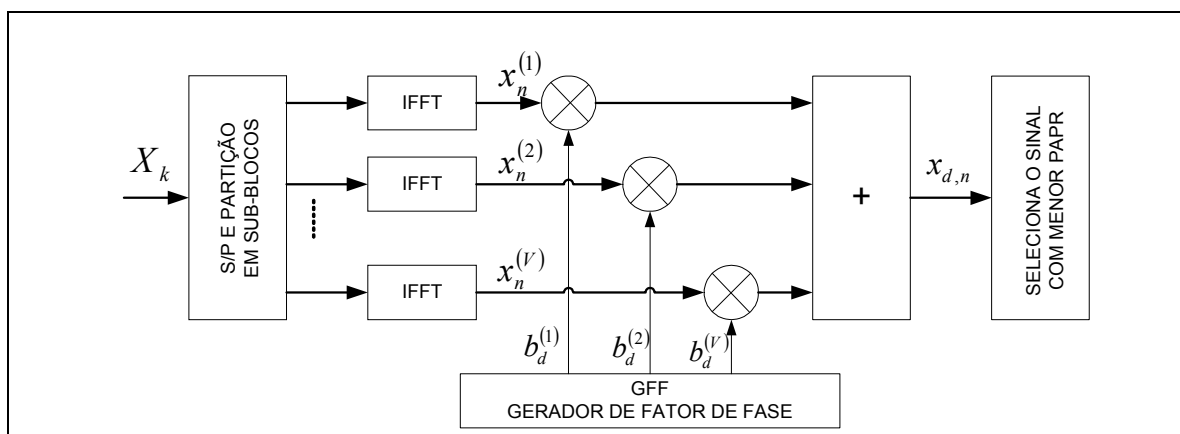 X_k
S/P E PARTIÇÃO
EM SUB-BLOCOS
IFFT
x_n^{(1)}
IFFT
x_n^{(2)}
IFFT
x_n^{(V)}
+
x_{d,n}
SELECIONA O SINAL
COM MENOR PAPR
b_d^{(1)}
b_d^{(2)}
b_d^{(V)}
GFF
GERADOR DE FATOR DE FASE